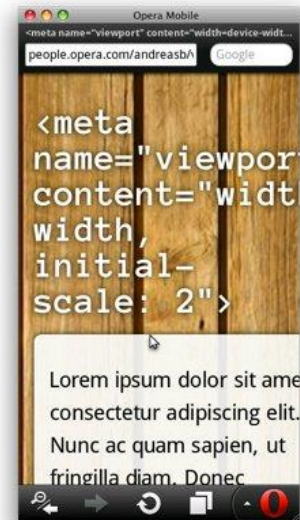 Opera Mobile
<meta name="viewport" content="width=device-widt...
people.opera.com/andreasb/v
Google
<meta
name="viewpor
content="widt
width,
initial-
scale: 2">
Lorem ipsum dolor sit ame
consectetur adipiscing elit.
Nunc ac quam sapien, ut
fringilla diam. Donec